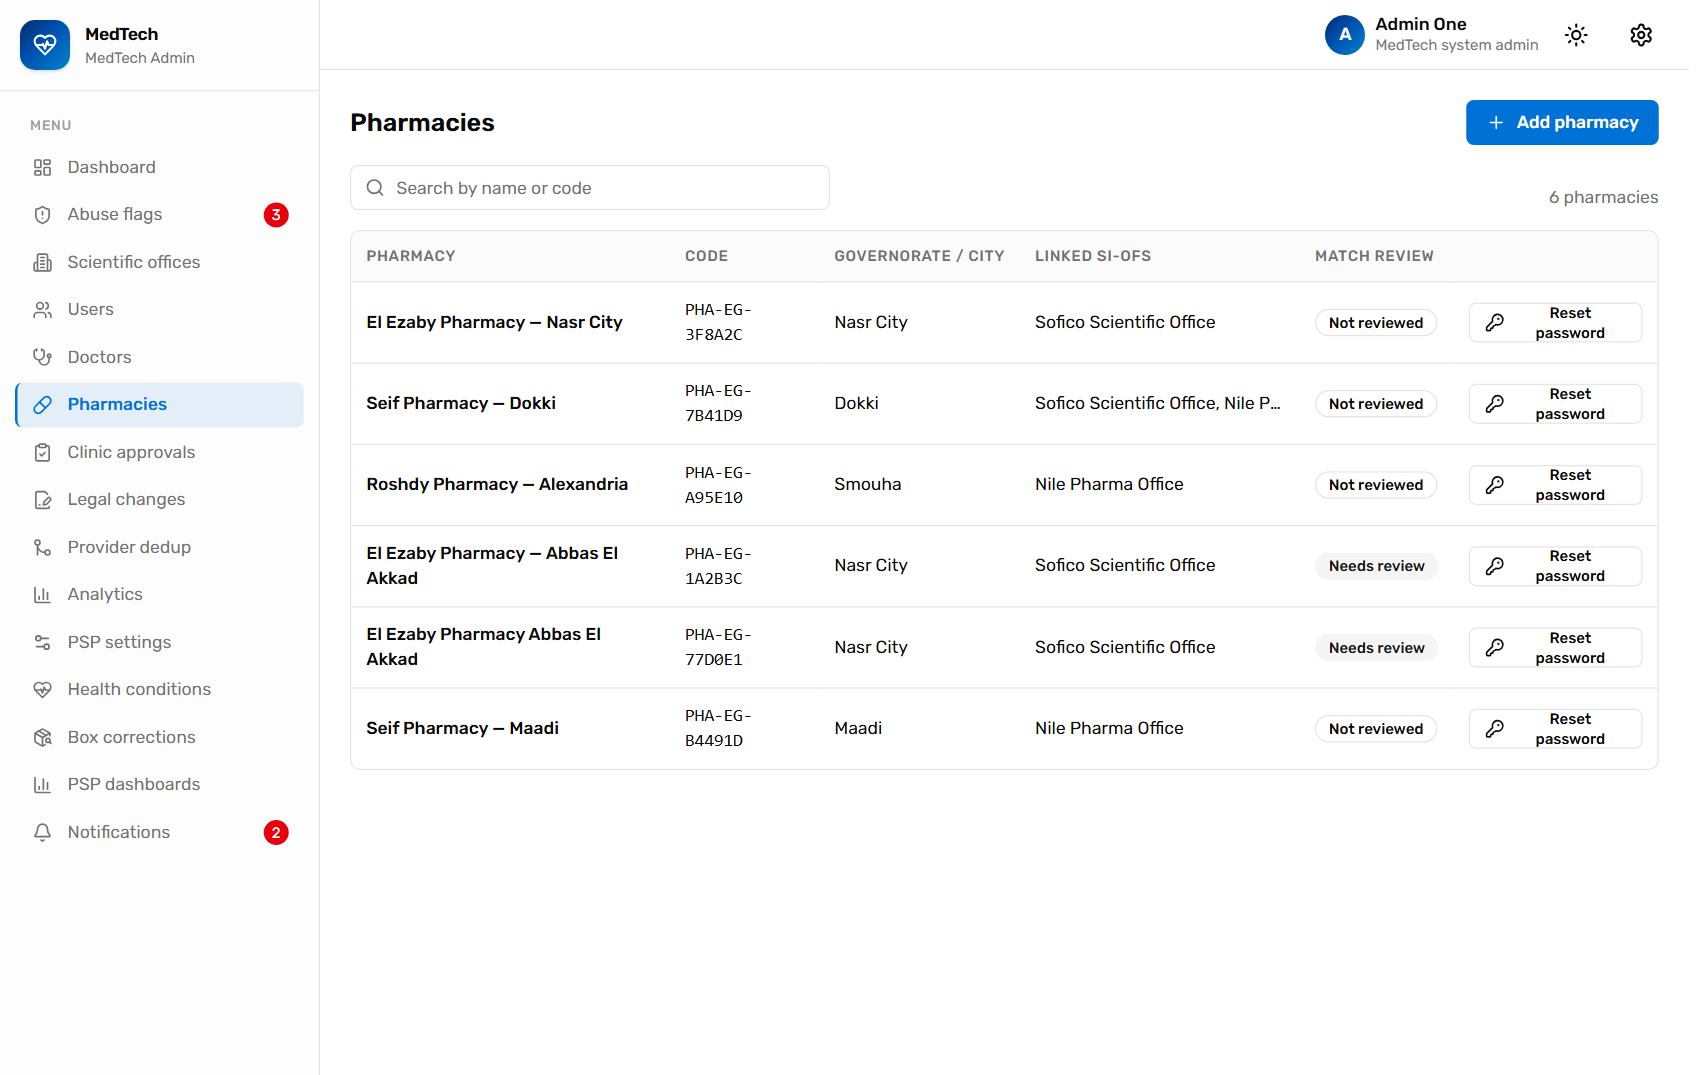 MedTech
MedTech Admin
MENU
Dashboard
Abuse flags
3
Scientific offices
Users
Doctors
Pharmacies
Clinic approvals
Legal changes
Provider dedup
Analytics
PSP settings
Health conditions
Box corrections
PSP dashboards
Notifications
2
A
Admin One
MedTech system admin
Pharmacies
Add pharmacy
Search by name or code
6 pharmacies
PHARMACY CODE GOVERNORATE / CITY LINKED SI-OFS MATCH REVIEW
El Ezaby Pharmacy – Nasr City
PHA-EG-
3F8A2C
Nasr City
Sofico Scientific Office
Not reviewed
Reset
password
Seif Pharmacy – Dokki
PHA-EG-
7B41D9
Dokki
Sofico Scientific Office, Nile P...
Not reviewed
Reset
password
Roshdy Pharmacy – Alexandria
PHA-EG-
A95E10
Smouha
Nile Pharma Office
Not reviewed
Reset
password
El Ezaby Pharmacy – Abbas El
Akkad
PHA-EG-
1A2B3C
Nasr City
Sofico Scientific Office
Needs review
Reset
password
El Ezaby Pharmacy Abbas El
Akkad
PHA-EG-
77D0E1
Nasr City
Sofico Scientific Office
Needs review
Reset
password
Seif Pharmacy – Maadi
PHA-EG-
B4491D
Maadi
Nile Pharma Office
Not reviewed
Reset
password